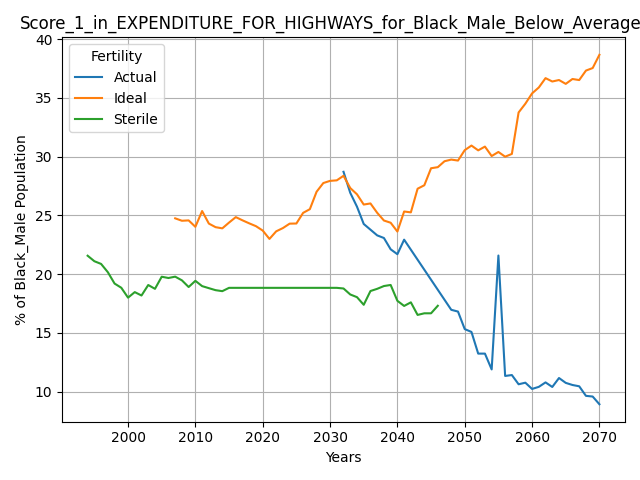 Score_1_in_EXPENDITURE_FOR_HIGHWAYS_for_Black_Male_Below_Average
Fertility
Actual
Ideal
Sterile
% of Black_Male Population
40
35
30
25
20
15
10
2000 2010 2020 2030 2040 2050 2060 2070
Years